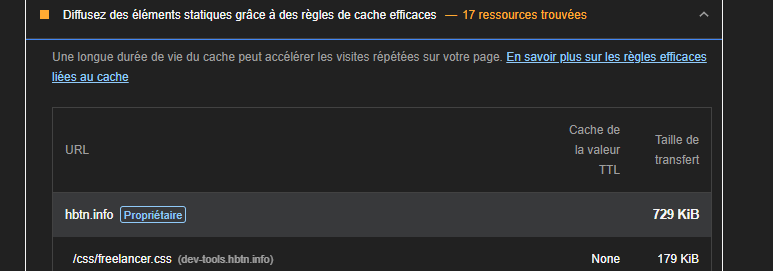 Diffusez des éléments statiques grâce à des règles de cache efficaces — 17 ressources trouvées
Une longue durée de vie du cache peut accélérer les visites répétées sur votre page. En savoir plus sur les règles efficaces
liées au cache
URL
Cache de
la valeur
TTL
Taille de
transfert
hbtn.info Propriétaire 729 KiB
/css/freelancer.css (dev-tools.hbtn.info) None 179 KiB